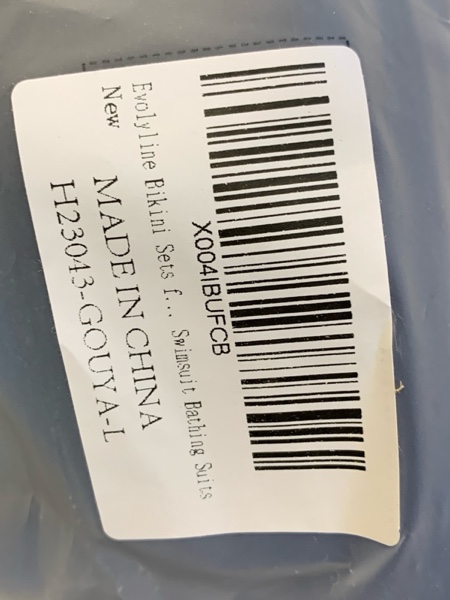 X004IBUFCB
Evolyline Bikini Sets f... Swimsuit Bathing Suits
New
MADE IN CHINA
H23043-GOUYA-L